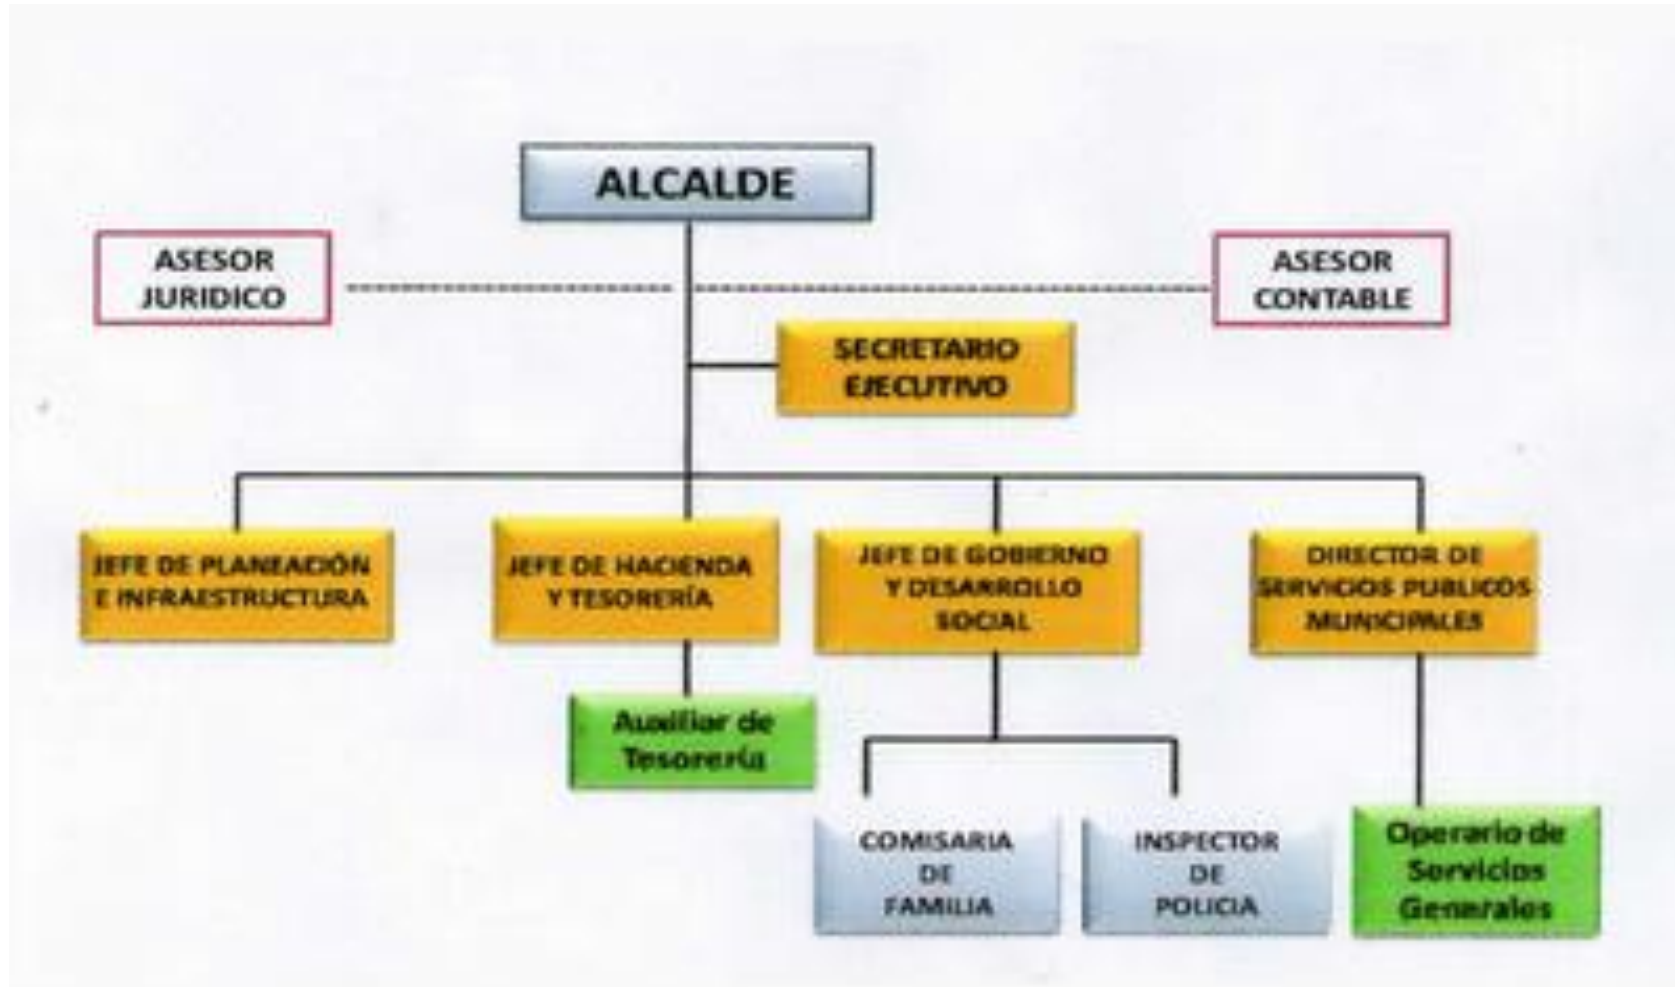 ALCALDE
ASESOR
JURIDICO
ASESOR
CONTABLE
SECRETARIO
EJECUTIVO
JEFE DE PLANEACIÓN
E INFRAESTRUCTURA
JEFE DE HACIENDA
Y TESORERÍA
JEFE DE GOBIERNO
Y DESARROLLO
SOCIAL
DIRECTOR DE
SERVICIOS PUBLICOS
MUNICIPALES
Auxiliar de
Tesorería
COMISARIA
DE
FAMILIA
INSPECTOR
DE
POLICIA
Operario de
Servicios
Generales